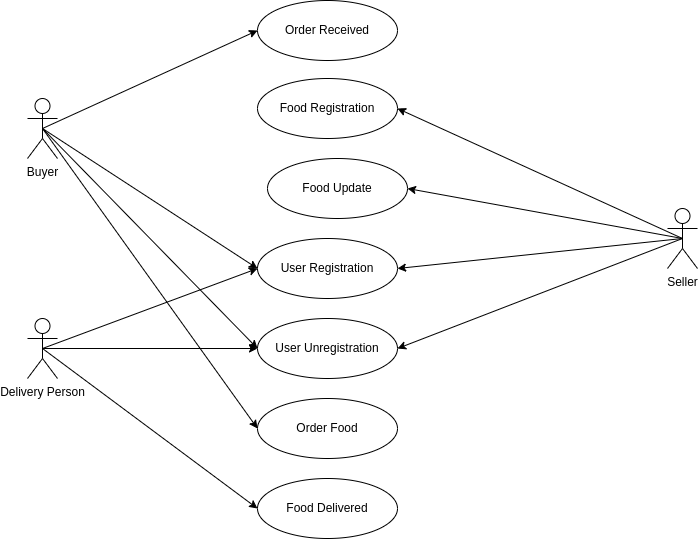 Order Received
Food Registration
Buyer
Food Update
User Registration
Seller
User Unregistration
Delivery Person
Order Food
Food Delivered